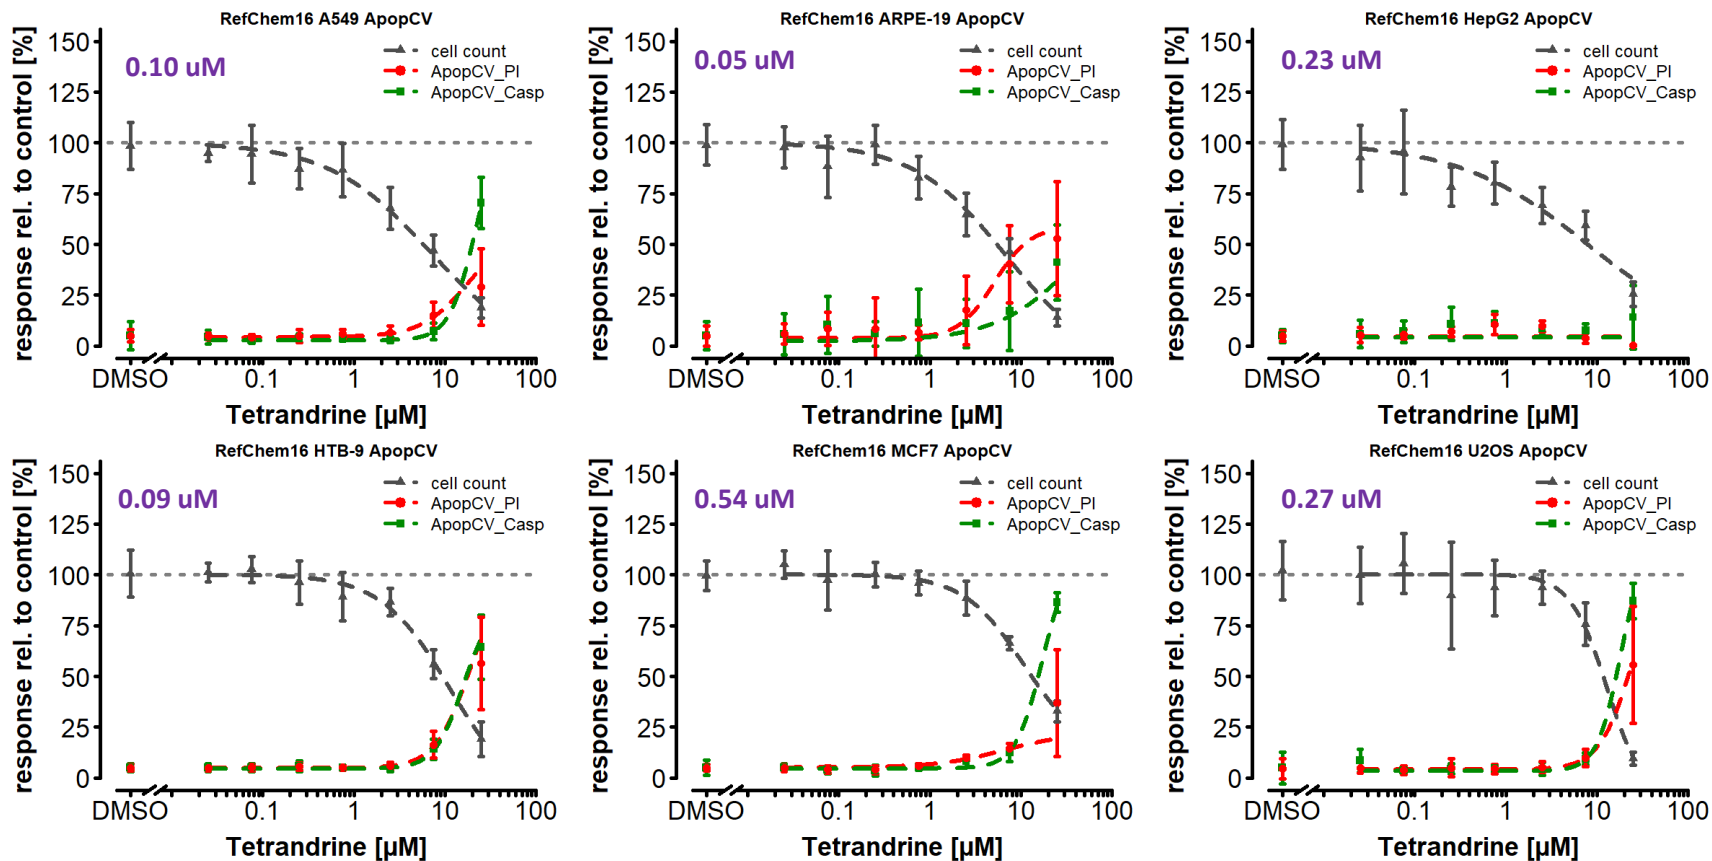 RefChem16 A549 ApopCV
response rel. to control [%]
150
125
100
75
50
25
0
0.10 uM
cell count
ApopCV_PI
ApopCV_Casp
DMSO 0.1 1 10 100
Tetrandrine [µM]
RefChem16 ARPE-19 ApopCV
response rel. to control [%]
150
125
100
75
50
25
0
0.05 uM
cell count
ApopCV_PI
ApopCV_Casp
DMSO 0.1 1 10 100
Tetrandrine [µM]
RefChem16 HepG2 ApopCV
response rel. to control [%]
150
125
100
75
50
25
0
0.23 uM
cell count
ApopCV_PI
ApopCV_Casp
DMSO 0.1 1 10 100
Tetrandrine [µM]
RefChem16 HTB-9 ApopCV
response rel. to control [%]
150
125
100
75
50
25
0
0.09 uM
cell count
ApopCV_PI
ApopCV_Casp
DMSO 0.1 1 10 100
Tetrandrine [µM]
RefChem16 MCF7 ApopCV
response rel. to control [%]
150
125
100
75
50
25
0
0.54 uM
cell count
ApopCV_PI
ApopCV_Casp
DMSO 0.1 1 10 100
Tetrandrine [µM]
RefChem16 U2OS ApopCV
response rel. to control [%]
150
125
100
75
50
25
0
0.27 uM
cell count
ApopCV_PI
ApopCV_Casp
DMSO 0.1 1 10 100
Tetrandrine [µM]